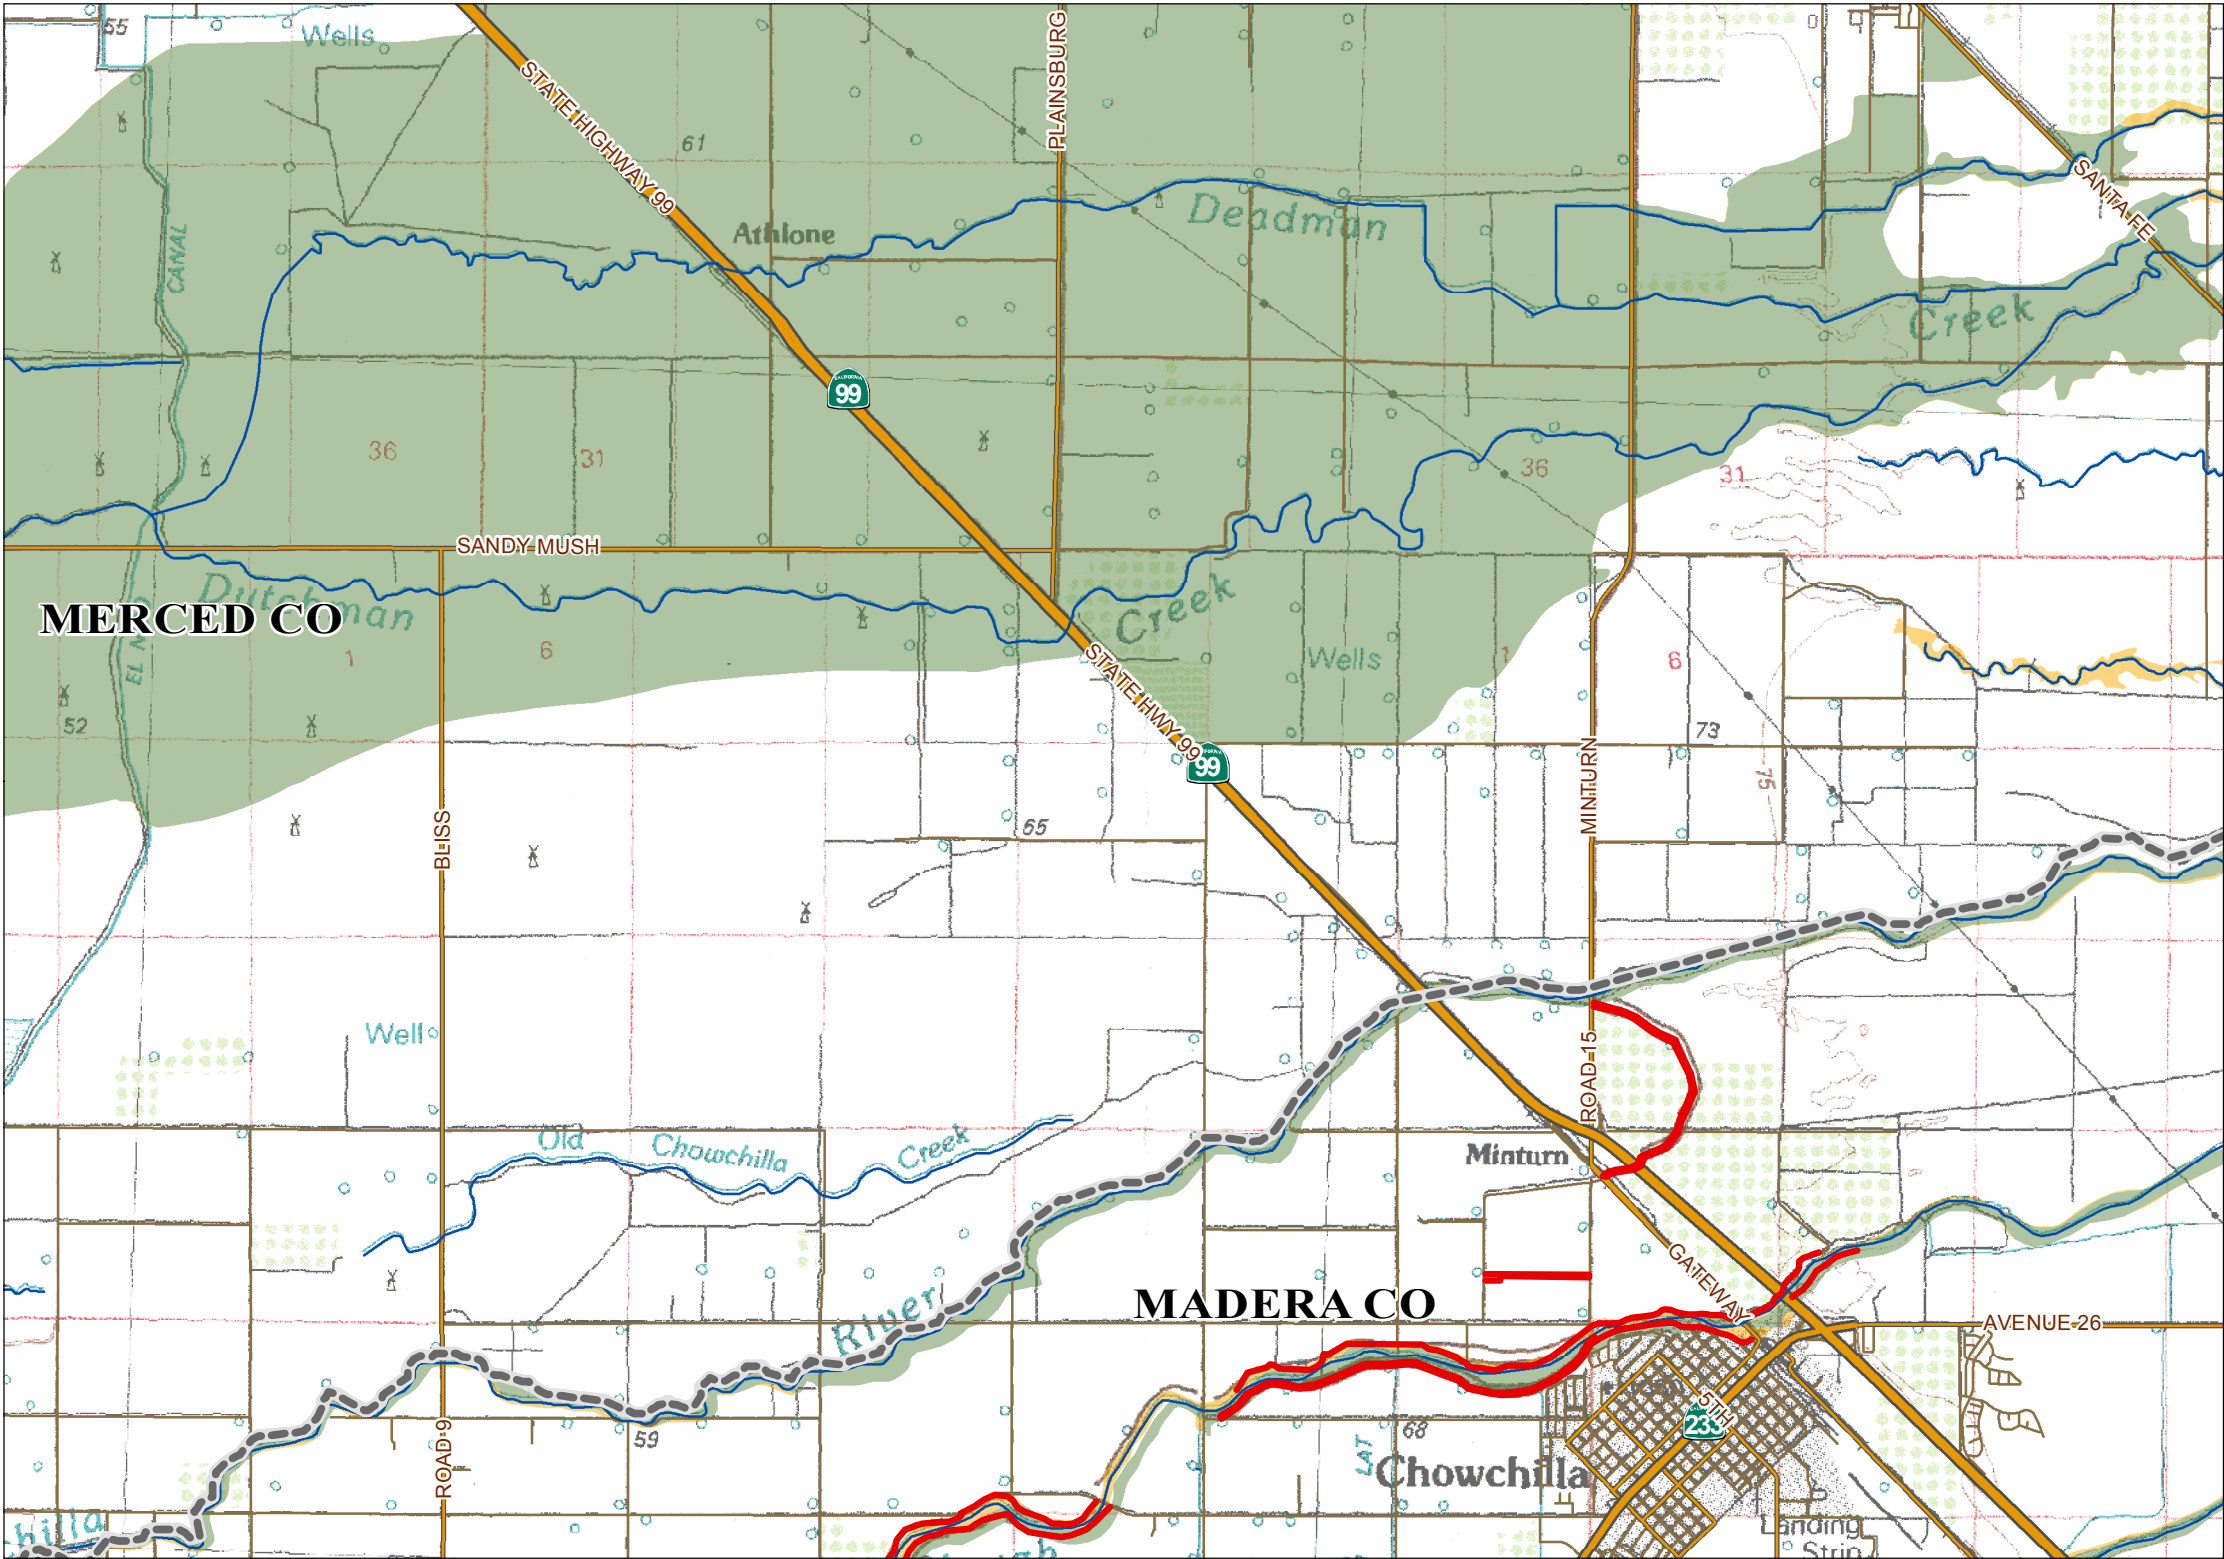 55
Wells
STATE HIGHWAY 99
PLAINSBURG
61
CANAL
Athlone
Deadman
SANTA FE
Creek
CALIFORNIA
99
36
31
36
31
SANDY MUSH
Dutchman
Creek
MERCED CO
1
6
EL N
Wells
1
6
STATE HWY 99
52
73
99
MINTURN
75
BLISS
65
Well
ROAD 15
Old
Chowchilla
Creek
Minturn
GATEWAY
River
MADERA CO
AVENUE 26
ROAD 9
59
68
LAT
Chowchilla
5TH
233
Landing
Strip
chilla